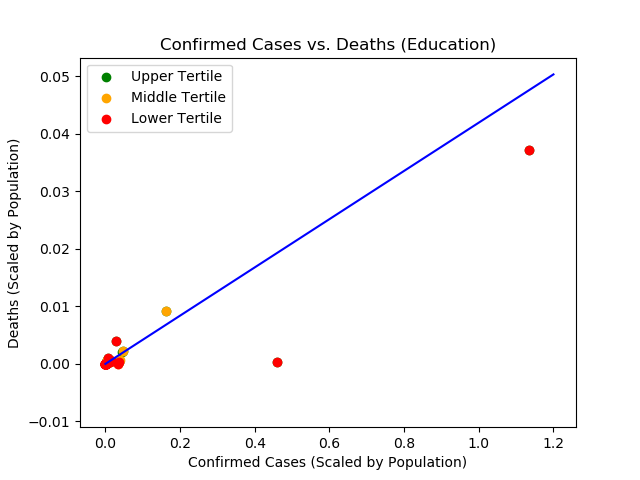 Confirmed Cases vs. Deaths (Education)
Upper Tertile
Middle Tertile
Lower Tertile
Deaths (Scaled by Population)
0.05
0.04
0.03
0.02
0.01
0.00
−0.01
0.0 0.2 0.4 0.6 0.8 1.0 1.2
Confirmed Cases (Scaled by Population)